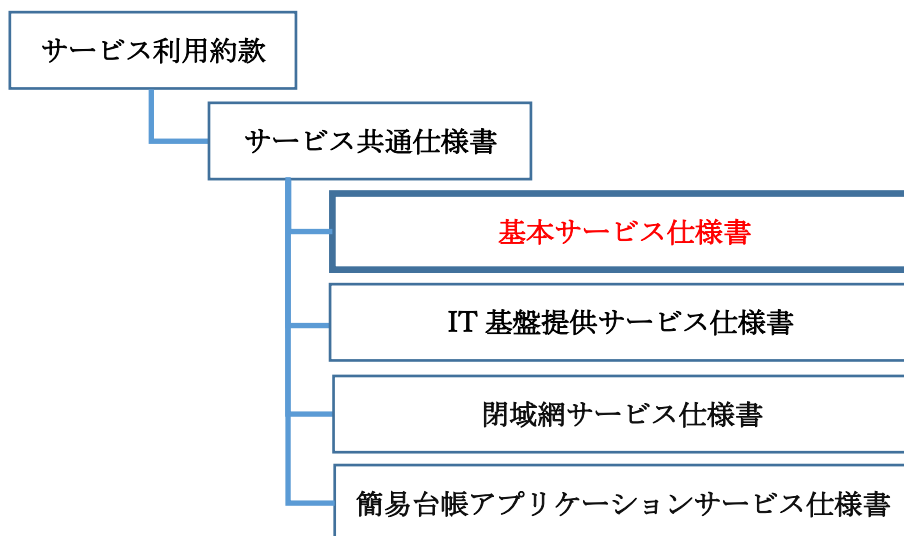 サービス利用約款
サービス共通仕様書
基本サービス仕様書
IT 基盤提供サービス仕様書
閉域網サービス仕様書
簡易台帳アプリケーションサービス仕様書